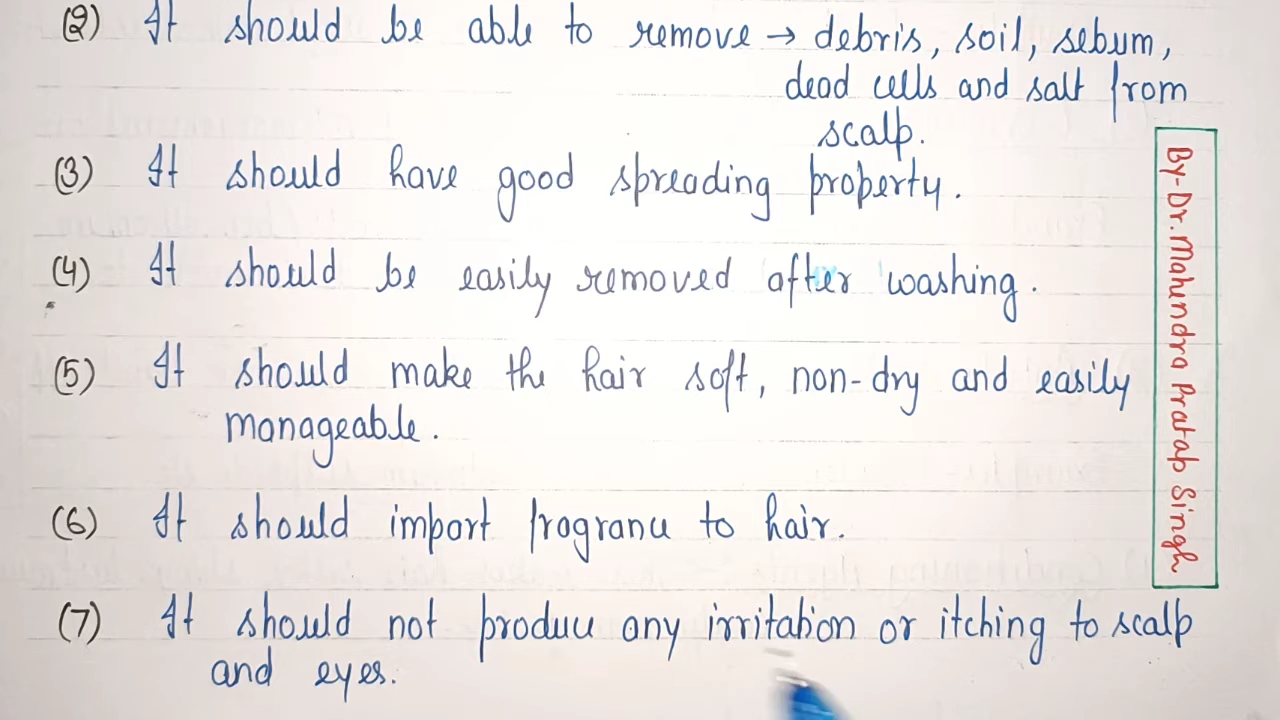 (2) It should be able to remove → debris, soil, sebum,
dead cells and salt from
scalp.
(3) It should have good spreading property.
(4) It should be easily removed after washing.
(5) It should make the hair soft, non-dry and easily
manageable.
(6) It should import fragrance to hair.
(7) It should not produce any irritation or itching to scalp
and eyes.
By-Dr. Mahendra Pratap Singh